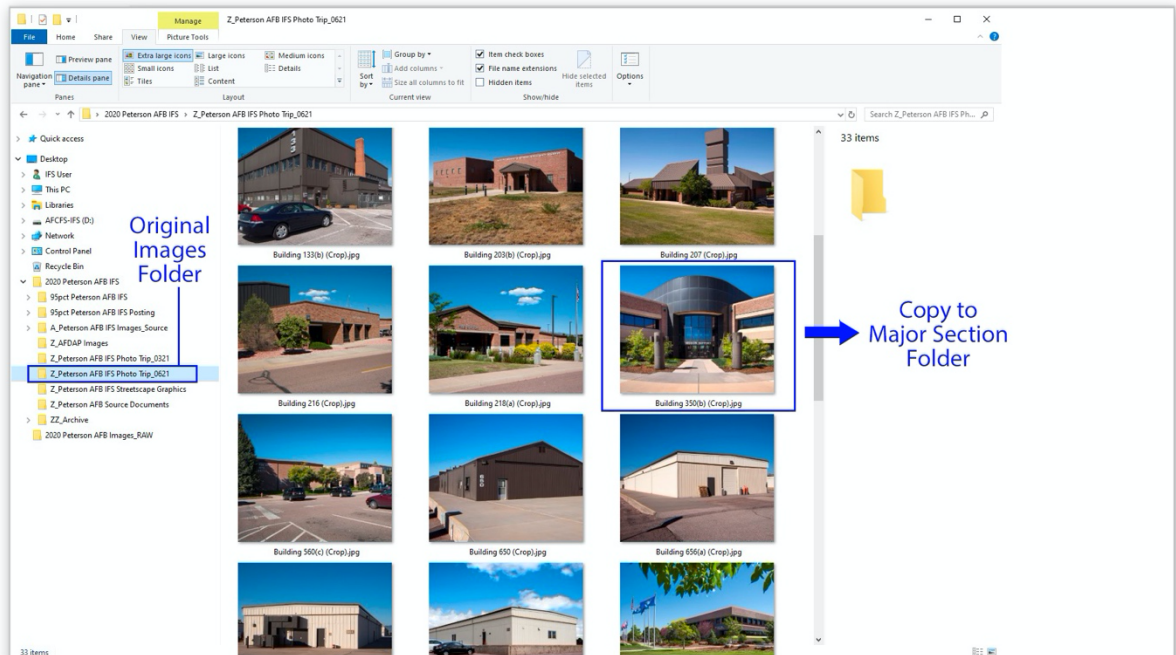 Manage
Z_Peterson AFB IFS Photo Trip_0621
File
Home
Share
View
Picture Tools
Navigation pane
Preview pane
Details pane
Panes
Extra large icons
Large icons
Medium icons
Small icons
List
Details
Tiles
Content
Layout
Sort by
Group by
Add columns
Size all columns to fit
Current view
Item check boxes
File name extensions
Hidden items
Hide selected items
Show/hide
Options
2020 Peterson AFB IFS > Z_Peterson AFB IFS Photo Trip_0621
Search Z_Peterson AFB IFS Ph...
Quick access
Desktop
IFS User
This PC
Libraries
AFCFS-IFS (D:)
Network
Control Panel
Recycle Bin
2020 Peterson AFB IFS
95pct Peterson AFB IFS
95pct Peterson AFB IFS Posting
A_Peterson AFB IFS Images_Source
Z_AFDAP Images
Z_Peterson AFB IFS Photo Trip_0321
Z_Peterson AFB IFS Photo Trip_0621
Z_Peterson AFB IFS Streetscape Graphics
Z_Peterson AFB Source Documents
ZZ_Archive
2020 Peterson AFB Images_RAW
Original
Images
Folder
133
Building 133(b) (Crop).jpg
Building 203(b) (Crop).jpg
Building 207 (Crop).jpg
Building 216 (Crop).jpg
Building 218(a) (Crop).jpg
Building 350(b) (Crop).jpg
650
Building 560(c) (Crop).jpg
Building 650 (Crop).jpg
Building 656(a) (Crop).jpg
33 items
Copy to
Major Section
Folder
33 items